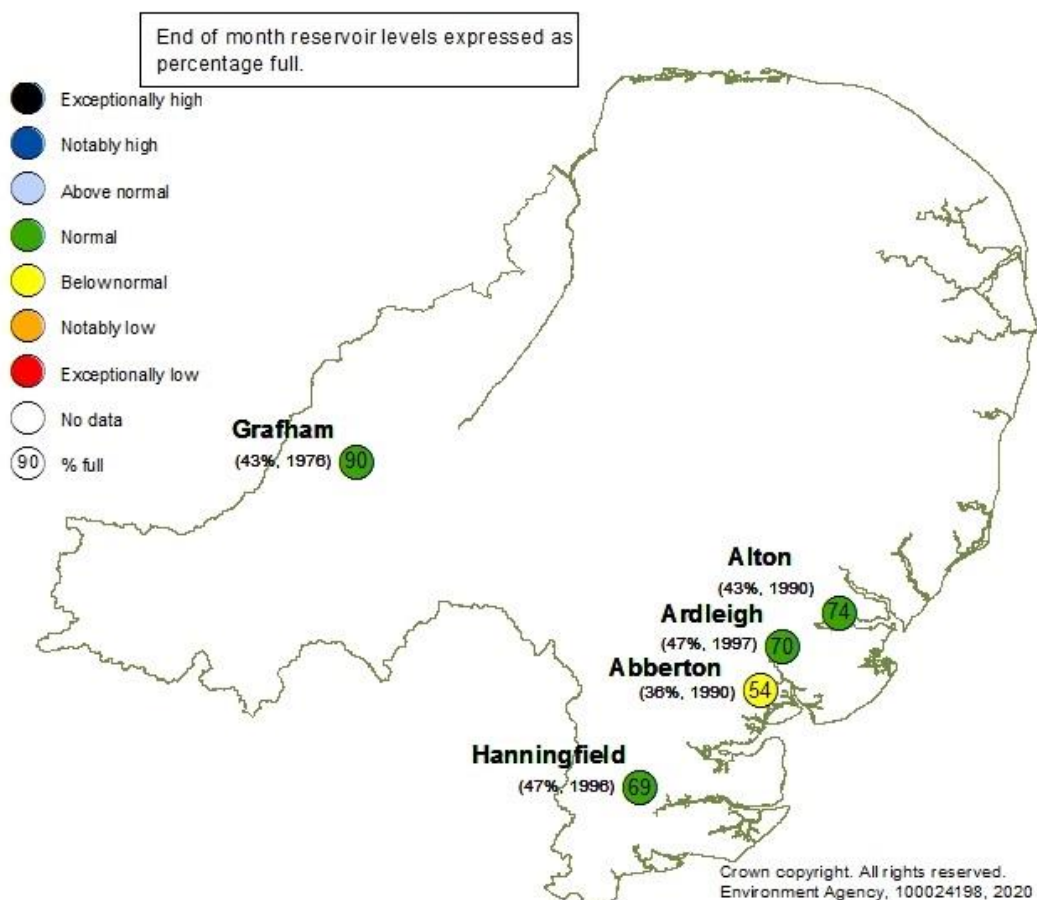 End of month reservoir levels expressed as
percentage full.
Exceptionally high
Notably high
Above normal
Normal
Below normal
Notably low
Exceptionally low
No data
90 % full
Grafham
(43%, 1976) 90
Alton
(43%, 1990)
74
Ardleigh
(47%, 1997) 70
Abberton
(36%, 1990) 54
Hanningfield
(47%, 1996) 69
Crown copyright. All rights reserved.
Environment Agency, 100024198, 2020